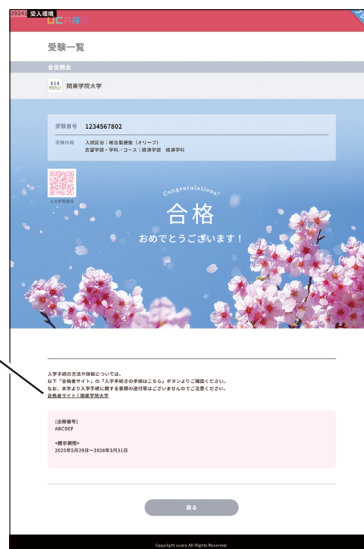 受入環境
UCARO
受験一覧
合否照会
関東学院大学
受験番号 1234567802
受験内容 入試区分：総合型選抜（オリーブ）
志望学部・学科／コース：経済学部 経済学科
Congratulations!
合格
おめでとうございます！
入学手続の方法や詳細については、
以下「合格者サイト」の「入学手続きの手順はこちら」ボタンよりご確認ください。
なお、本学より入学手続に関する書類の送付等はございませんのでご注意ください。
合格者サイト｜関東学院大学
ABCDEF
<開示期間>
2025年5月29日～2026年3月31日
戻る
Copyright ucaro All Rights Reserved.